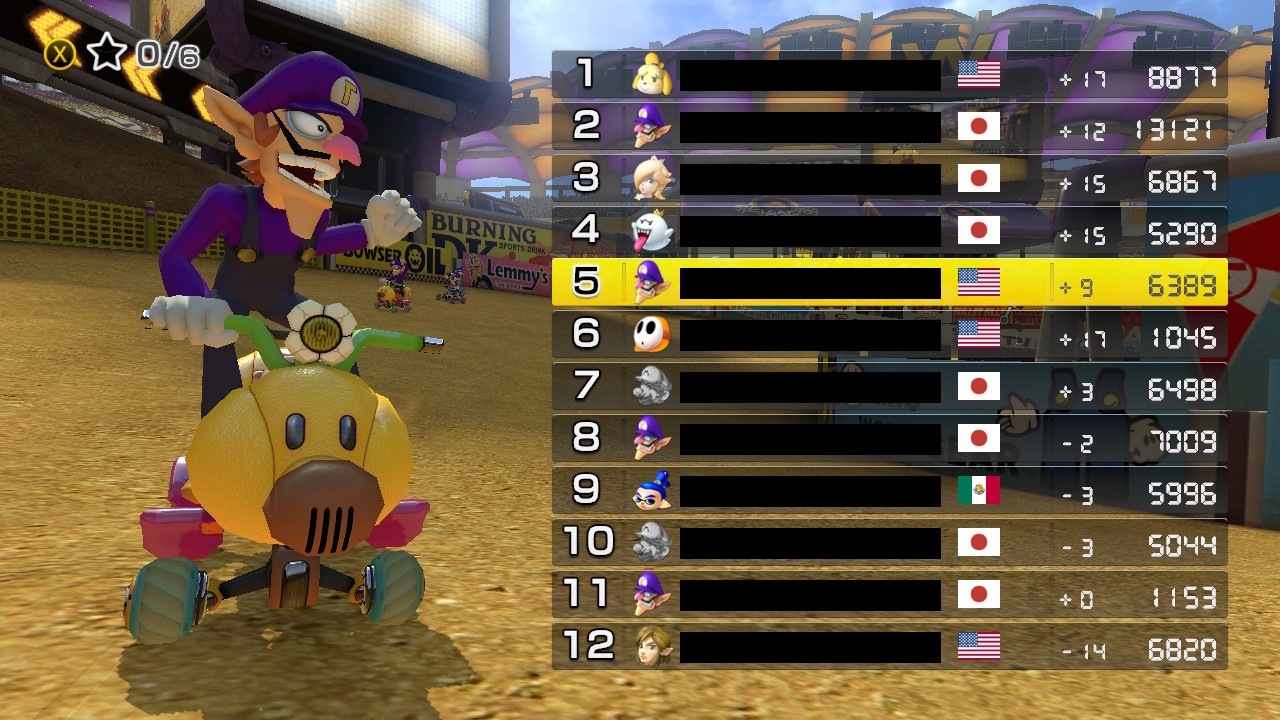 X 0/6
1 +17 8877
2 +12 13121
3 +15 6867
4 +15 5290
5 +9 6389
6 +17 1045
7 +3 6498
8 -2 7009
9 -3 5996
10 -3 5044
11 +0 1153
12 -14 6820
BURNING
SPORTS DRINK
DK
BOWSER OIL
Lemmy's